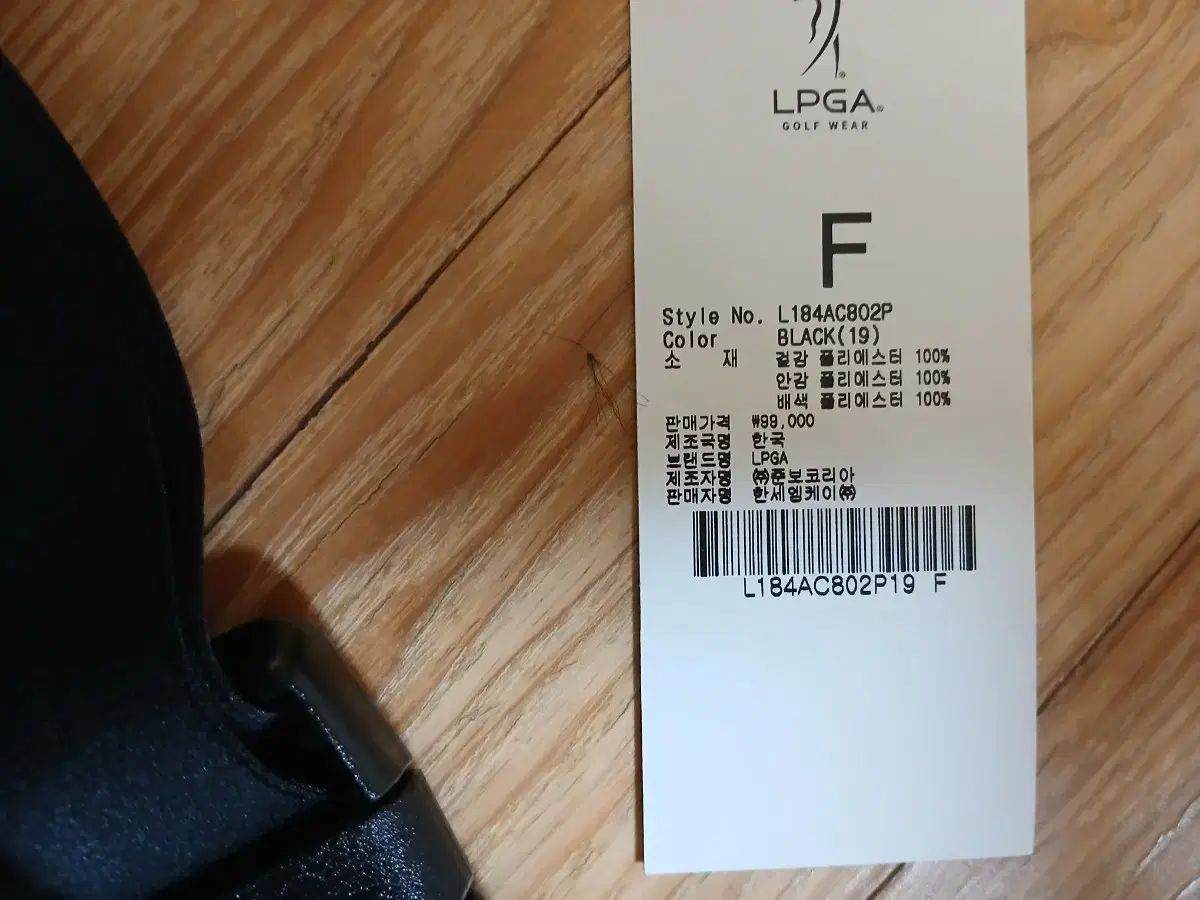 LPGA®
GOLF WEAR
F
Style No. L184AC802P
Color BLACK(19)
소 재 겉감 폴리에스터 100%
안감 폴리에스터 100%
배색 폴리에스터 100%
판매가격 ₩99,000
제조국명 한국
브랜드명 LPGA
제조자명 ㈜준보코리아
판매자명 한세엠케이㈜
L184AC802P19 F